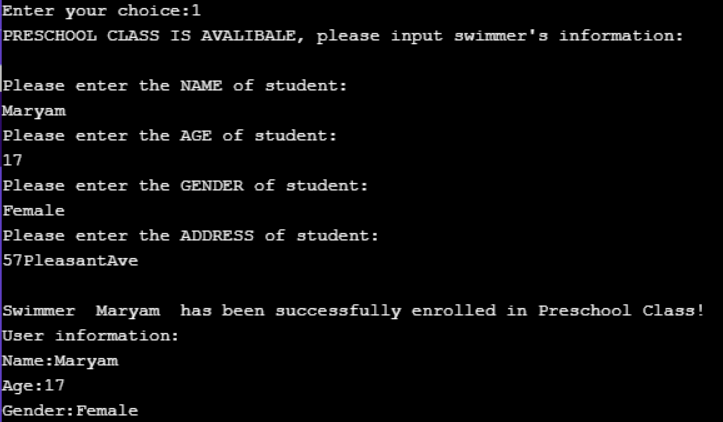 Enter your choice:1
PRESCHOOL CLASS IS AVALIBALE, please input swimmer's information:
Please enter the NAME of student:
Maryam
Please enter the AGE of student:
17
Please enter the GENDER of student:
Female
Please enter the ADDRESS of student:
57PleasantAve
Swimmer  Maryam  has been successfully enrolled in Preschool Class!
User information:
Name:Maryam
Age:17
Gender:Female